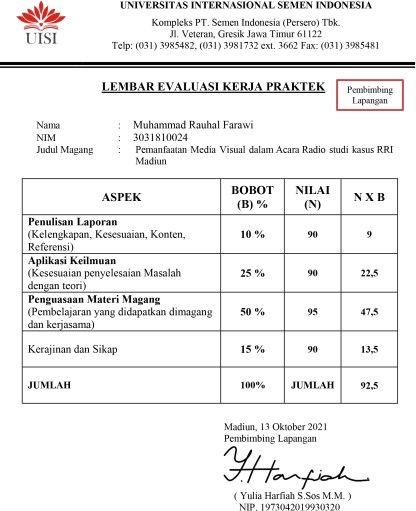 UNIVERSITAS INTERNASIONAL SEMEN INDONESIA
Kompleks PT. Semen Indonesia (Persero) Tbk.
Jl. Veteran, Gresik Jawa Timur 61122
Telp: (031) 3985482, (031) 3981732 ext. 3662 Fax: (031) 3985481
UISI
LEMBAR EVALUASI KERJA PRAKTEK
Pembimbing
Lapangan
Nama : Muhammad Rauhal Farawi
NIM : 3031810024
Judul Magang : Pemanfaatan Media Visual dalam Acara Radio studi kasus RRI
Madiun
ASPEK BOBOT (B) % NILAI (N) N X B
Penulisan Laporan
(Kelengkapan, Kesesuaian, Konten, 10 % 90 9
Referensi)
Aplikasi Keilmuan
(Kesesuaian penyelesaian Masalah 25 % 90 22,5
dengan teori)
Penguasaan Materi Magang
(Pembelajaran yang didapatkan dimagang 50 % 95 47,5
dan kerjasama)
Kerajinan dan Sikap 15 % 90 13,5
JUMLAH 100% JUMLAH 92,5
Madiun, 13 Oktober 2021
Pembimbing Lapangan
Y. Harfiah
( Yulia Harfiah S.Sos M.M. )
NIP. 1973042019930320